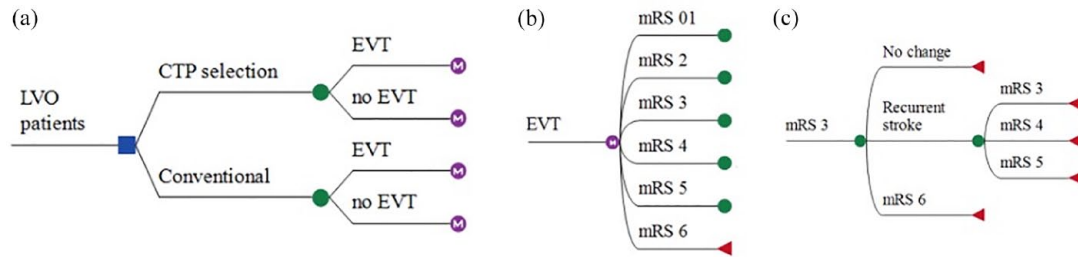 (a)
LVO
patients
CTP selection
Conventional
EVT
M
no EVT
M
EVT
M
no EVT
M
(b)
EVT
mRS 01
mRS 2
mRS 3
mRS 4
mRS 5
mRS 6
(c)
mRS 3
No change
Recurrent
stroke
mRS 6
mRS 3
mRS 4
mRS 5